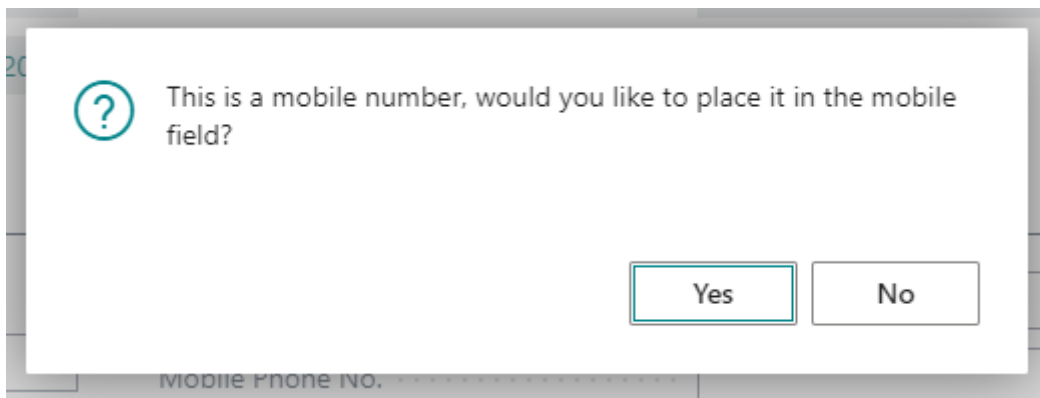 20
?
This is a mobile number, would you like to place it in the mobile
field?
Yes No
Mobile Phone No.